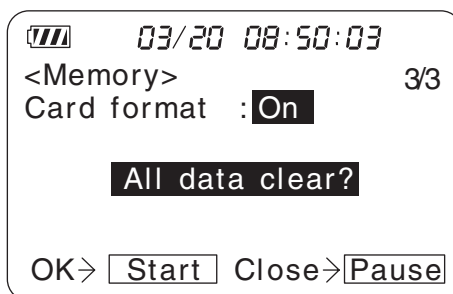 03/20 08:50:03
<Memory> 3/3
Card format : On
All data clear?
OK→ Start Close→ Pause